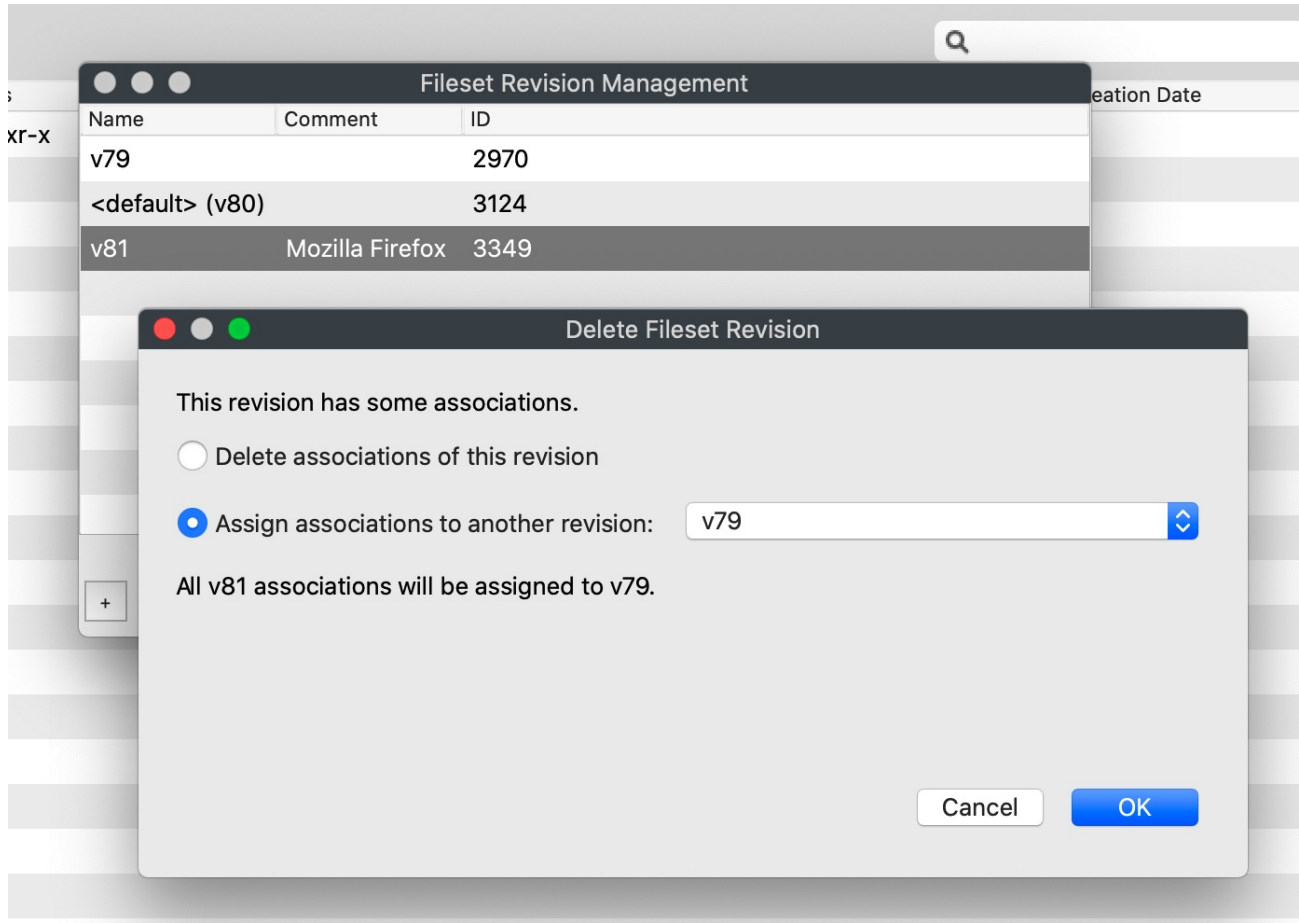 s
eation Date
xr-x
Fileset Revision Management
Name Comment ID
v79 2970
<default> (v80) 3124
v81 Mozilla Firefox 3349
Delete Fileset Revision
This revision has some associations.
Delete associations of this revision
Assign associations to another revision: v79
All v81 associations will be assigned to v79.
+
Cancel OK